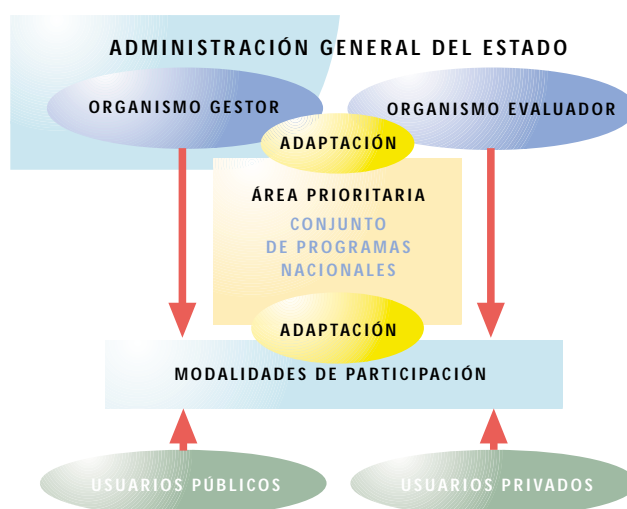 ADMINISTRACIÓN GENERAL DEL ESTADO
ORGANISMO GESTOR
ORGANISMO EVALUADOR
ADAPTACIÓN
ÁREA PRIORITARIA
CONJUNTO
DE PROGRAMAS
NACIONALES
ADAPTACIÓN
MODALIDADES DE PARTICIPACIÓN
USUARIOS PÚBLICOS
USUARIOS PRIVADOS